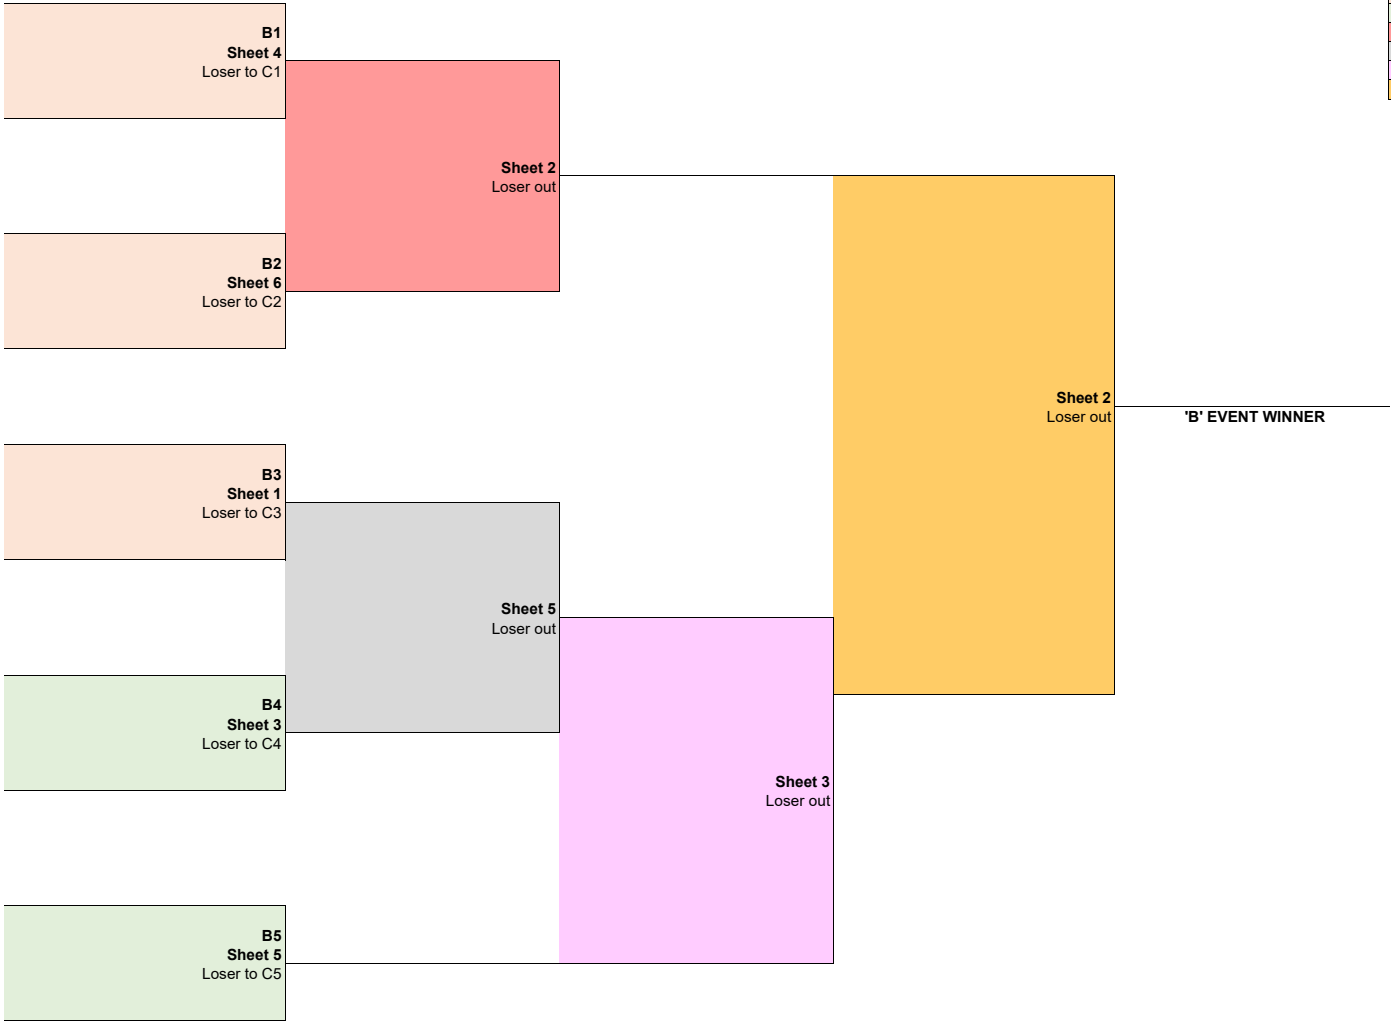 B1
Sheet 4
Loser to C1
Sheet 2
Loser out
B2
Sheet 6
Loser to C2
Sheet 2
Loser out
'B' EVENT WINNER
B3
Sheet 1
Loser to C3
Sheet 5
Loser out
B4
Sheet 3
Loser to C4
Sheet 3
Loser out
B5
Sheet 5
Loser to C5